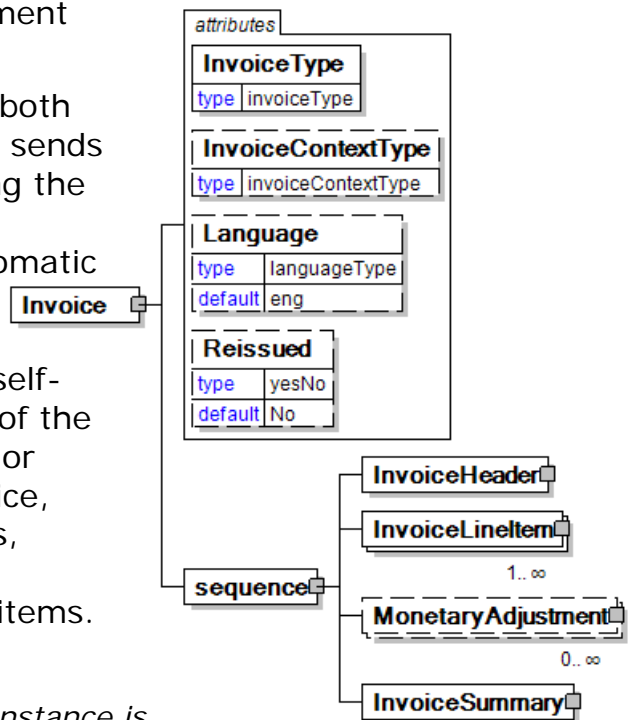 ment
both
sends
g the
omatic
self-
of the
or
ice,
s,
items.
nstance is
attributes
InvoiceType
type invoiceType
InvoiceContextType
type invoiceContextType
Language
type languageType
default eng
Reissued
type yesNo
default No
Invoice
sequence
InvoiceHeader
InvoiceLineItem
1.. ∞
MonetaryAdjustment
0.. ∞
InvoiceSummary